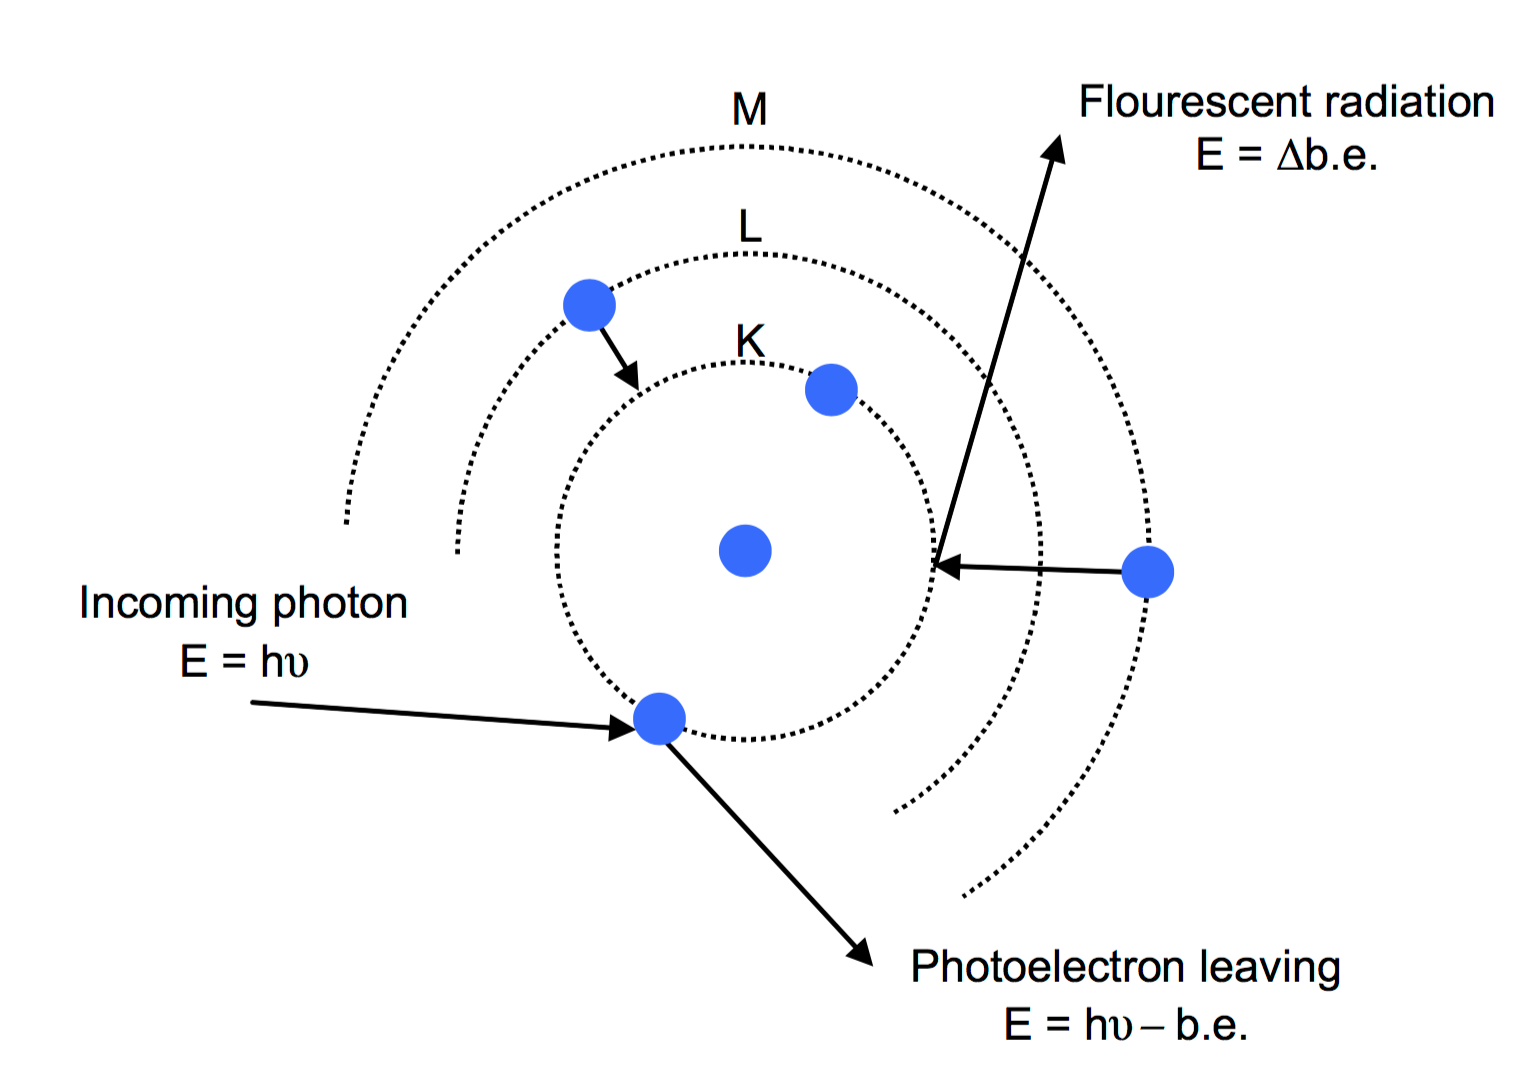 M
Flourescent radiation
E = Δb.e.
L
K
Incoming photon
E = hυ
Photoelectron leaving
E = hυ – b.e.